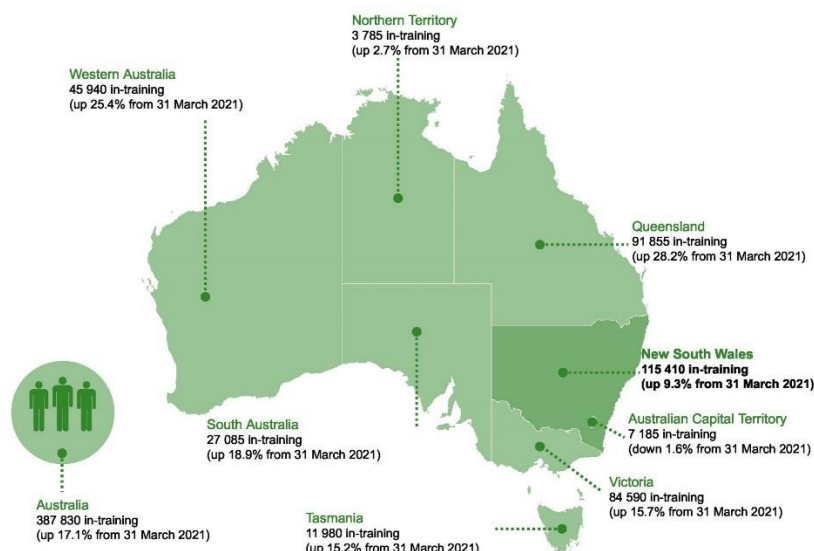 Northern Territory
3 785 in-training
(up 2.7% from 31 March 2021)
Western Australia
45 940 in-training
(up 25.4% from 31 March 2021)
Queensland
91 855 in-training
(up 28.2% from 31 March 2021)
New South Wales
115 410 in-training
(up 9.3% from 31 March 2021)
Australian Capital Territory
7 185 in-training
(down 1.6% from 31 March 2021)
South Australia
27 085 in-training
(up 18.9% from 31 March 2021)
Victoria
84 590 in-training
(up 15.7% from 31 March 2021)
Australia
387 830 in-training
(up 17.1% from 31 March 2021)
Tasmania
11 980 in-training
(up 15.2% from 31 March 2021)